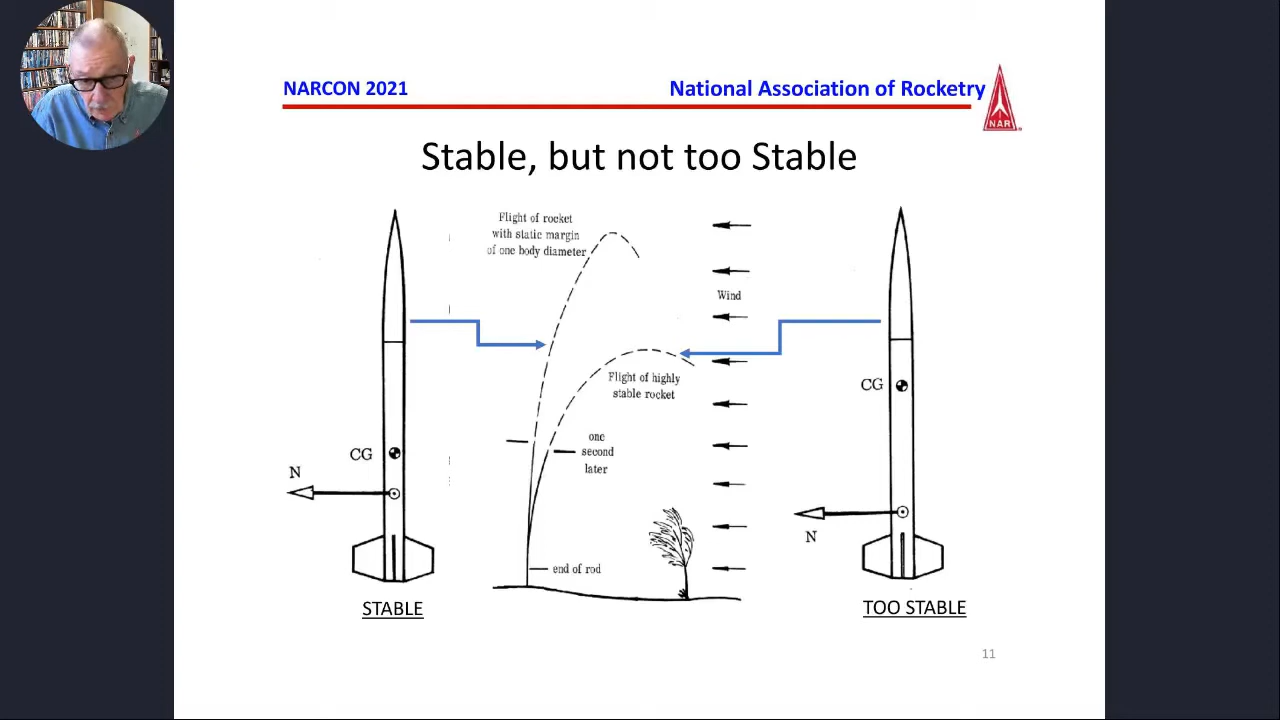 NARCON 2021
National Association of Rocketry
NAR
Stable, but not too Stable
Flight of rocket
with static margin
of one body diameter
Wind
Flight of highly
stable rocket
CG
one
second
later
CG
N
N
end of rod
STABLE
TOO STABLE
11